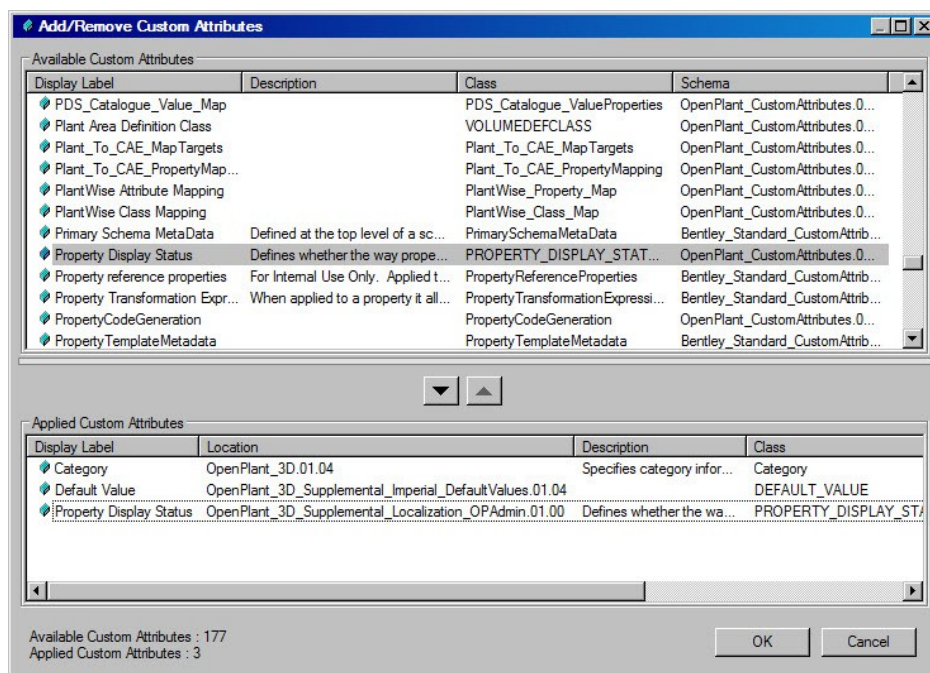 Add/Remove Custom Attributes
Available Custom Attributes
Display Label Description Class Schema
PDS_Catalogue_Value_Map PDS_Catalogue_ValueProperties OpenPlant_CustomAttributes.0...
Plant Area Definition Class VOLUMEDEFCLASS OpenPlant_CustomAttributes.0...
Plant_To_CAE_MapTargets Plant_To_CAE_MapTargets OpenPlant_CustomAttributes.0...
Plant_To_CAE_PropertyMap... Plant_To_CAE_PropertyMapping OpenPlant_CustomAttributes.0...
PlantWise Attribute Mapping PlantWise_Property_Map OpenPlant_CustomAttributes.0...
PlantWise Class Mapping PlantWise_Class_Map OpenPlant_CustomAttributes.0...
Primary Schema MetaData Defined at the top level of a sc... PrimarySchemaMetaData Bentley_Standard_CustomAttrib...
Property Display Status Defines whether the way prope... PROPERTY_DISPLAY_STAT... OpenPlant_CustomAttributes.0...
Property reference properties For Internal Use Only. Applied t... PropertyReferenceProperties Bentley_Standard_CustomAttrib...
Property Transformation Expr... When applied to a property it all... PropertyTransformationExpressi... Bentley_Standard_CustomAttrib...
PropertyCodeGeneration PropertyCodeGeneration OpenPlant_CustomAttributes.0...
PropertyTemplateMetadata PropertyTemplateMetadata Bentley_Standard_CustomAttrib...
Applied Custom Attributes
Display Label Location Description Class
Category OpenPlant_3D.01.04 Specifies category infor... Category
Default Value OpenPlant_3D_Supplemental_Imperial_DefaultValues.01.04 DEFAULT_VALUE
Property Display Status OpenPlant_3D_Supplemental_Localization_OPAdmin.01.00 Defines whether the wa... PROPERTY_DISPLAY_STA
Available Custom Attributes : 177
Applied Custom Attributes : 3
OK Cancel